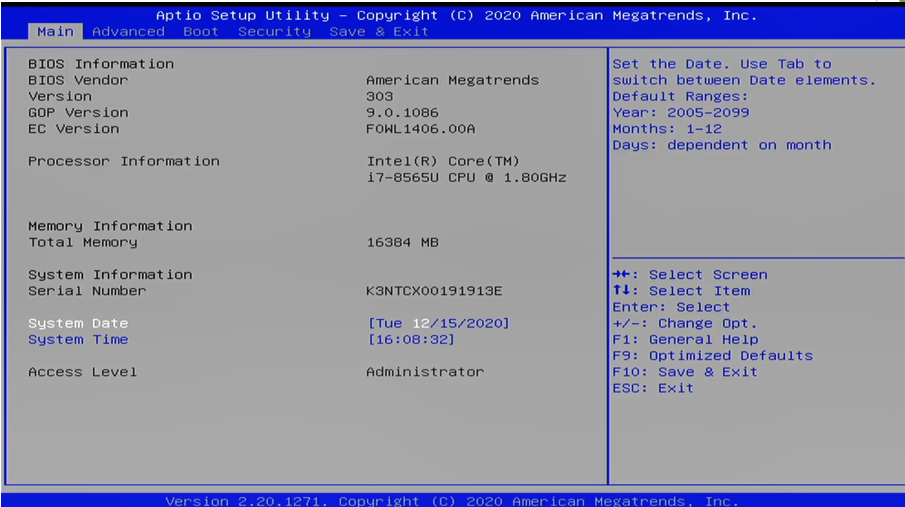 Aptio Setup Utility – Copyright (C) 2020 American Megatrends, Inc.
Main Advanced Boot Security Save & Exit
BIOS Information
BIOS Vendor American Megatrends
Version 303
GOP Version 9.0.1086
EC Version F0WL1406.00A
Processor Information Intel(R) Core(TM)
i7-8565U CPU @ 1.80GHz
Memory Information
Total Memory 16384 MB
System Information
Serial Number K3NTCX00191913E
System Date [Tue 12/15/2020]
System Time [16:08:32]
Access Level Administrator
Set the Date. Use Tab to
switch between Date elements.
Default Ranges:
Year: 2005-2099
Months: 1-12
Days: dependent on month
→←: Select Screen
↑↓: Select Item
Enter: Select
+/-: Change Opt.
F1: General Help
F9: Optimized Defaults
F10: Save & Exit
ESC: Exit
Version 2.20.1271. Copyright (C) 2020 American Megatrends, Inc.